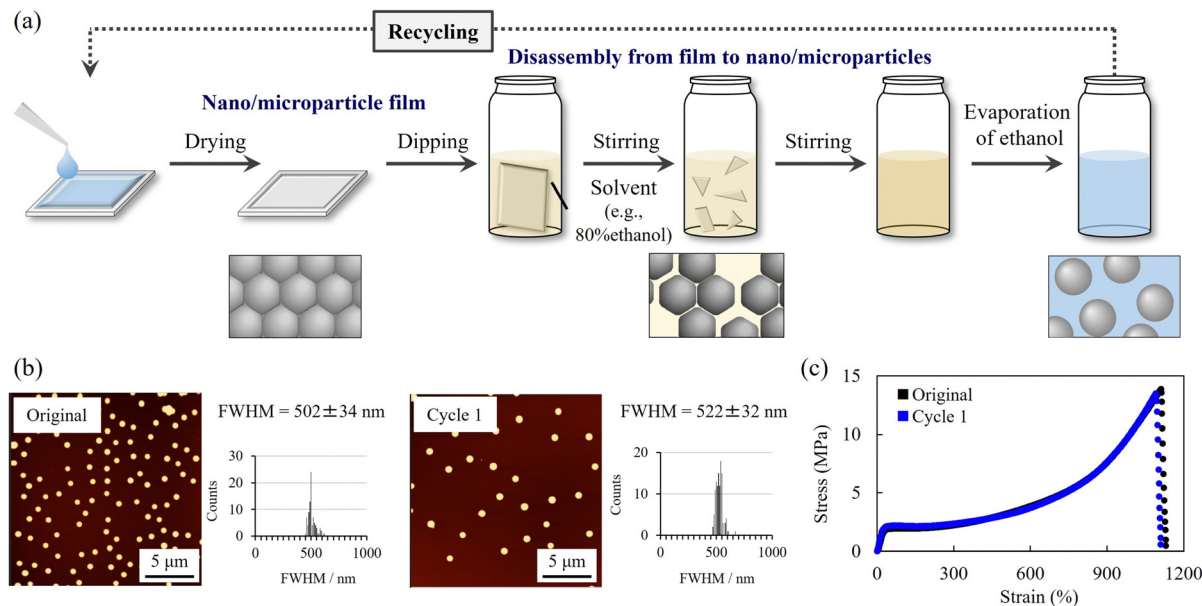 (a)
Recycling
Disassembly from film to nano/microparticles
Nano/microparticle film
Drying
Dipping
Stirring
Solvent
(e.g.,
80%ethanol)
Stirring
Evaporation
of ethanol
(b)
Original
5 μm
FWHM = 502±34 nm
30
20
10
0
Counts
0
500
1000
FWHM / nm
Cycle 1
5 μm
FWHM = 522±32 nm
20
10
0
Counts
0
500
1000
FWHM / nm
(c)
15
10
5
0
Stress (MPa)
Original
Cycle 1
0
300
600
900
1200
Strain (%)